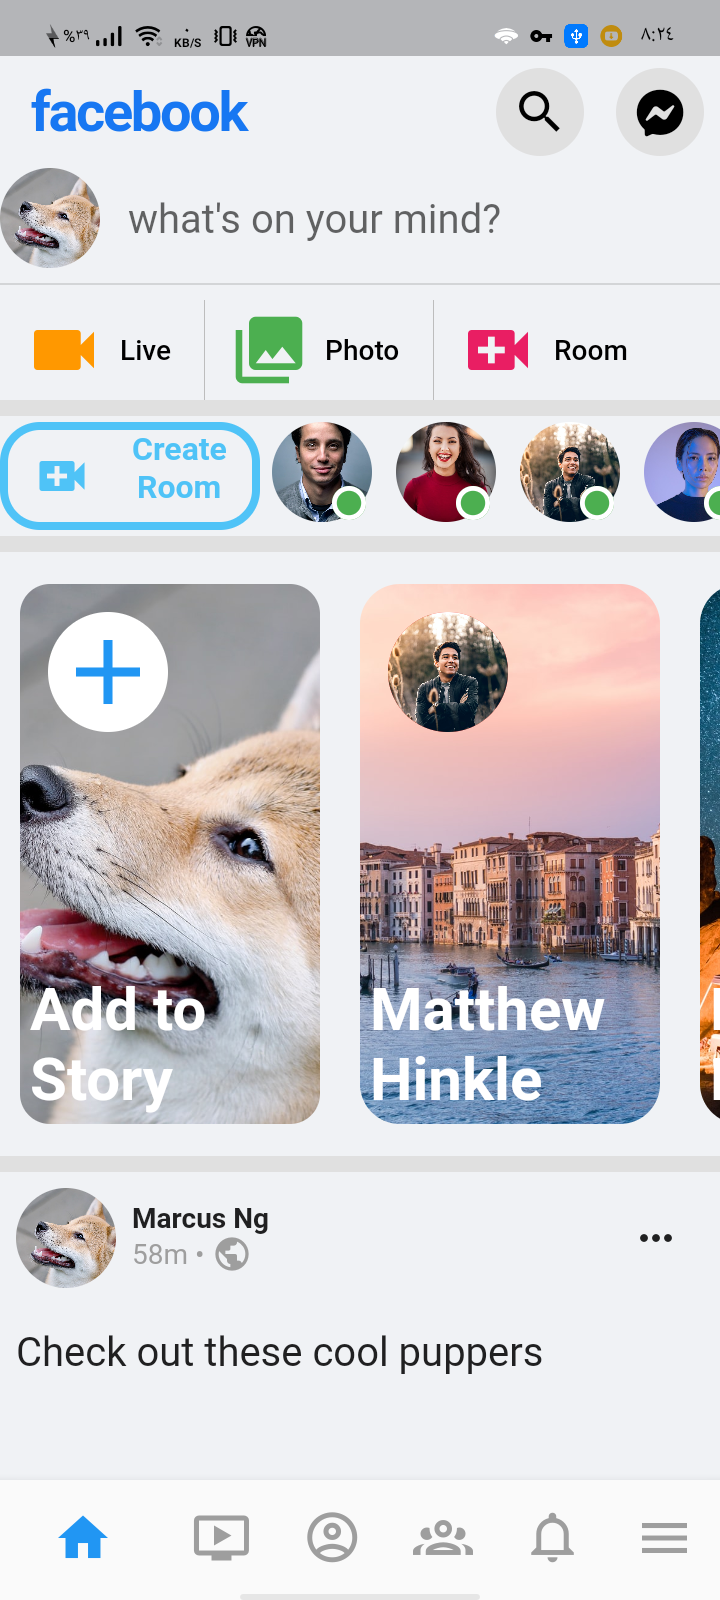 %٣٩ KB/S VPN ٨:٢٤
facebook
what's on your mind?
Live Photo Room
Create
Room
Add to
Story
Matthew
Hinkle
Marcus Ng
58m •
Check out these cool puppers